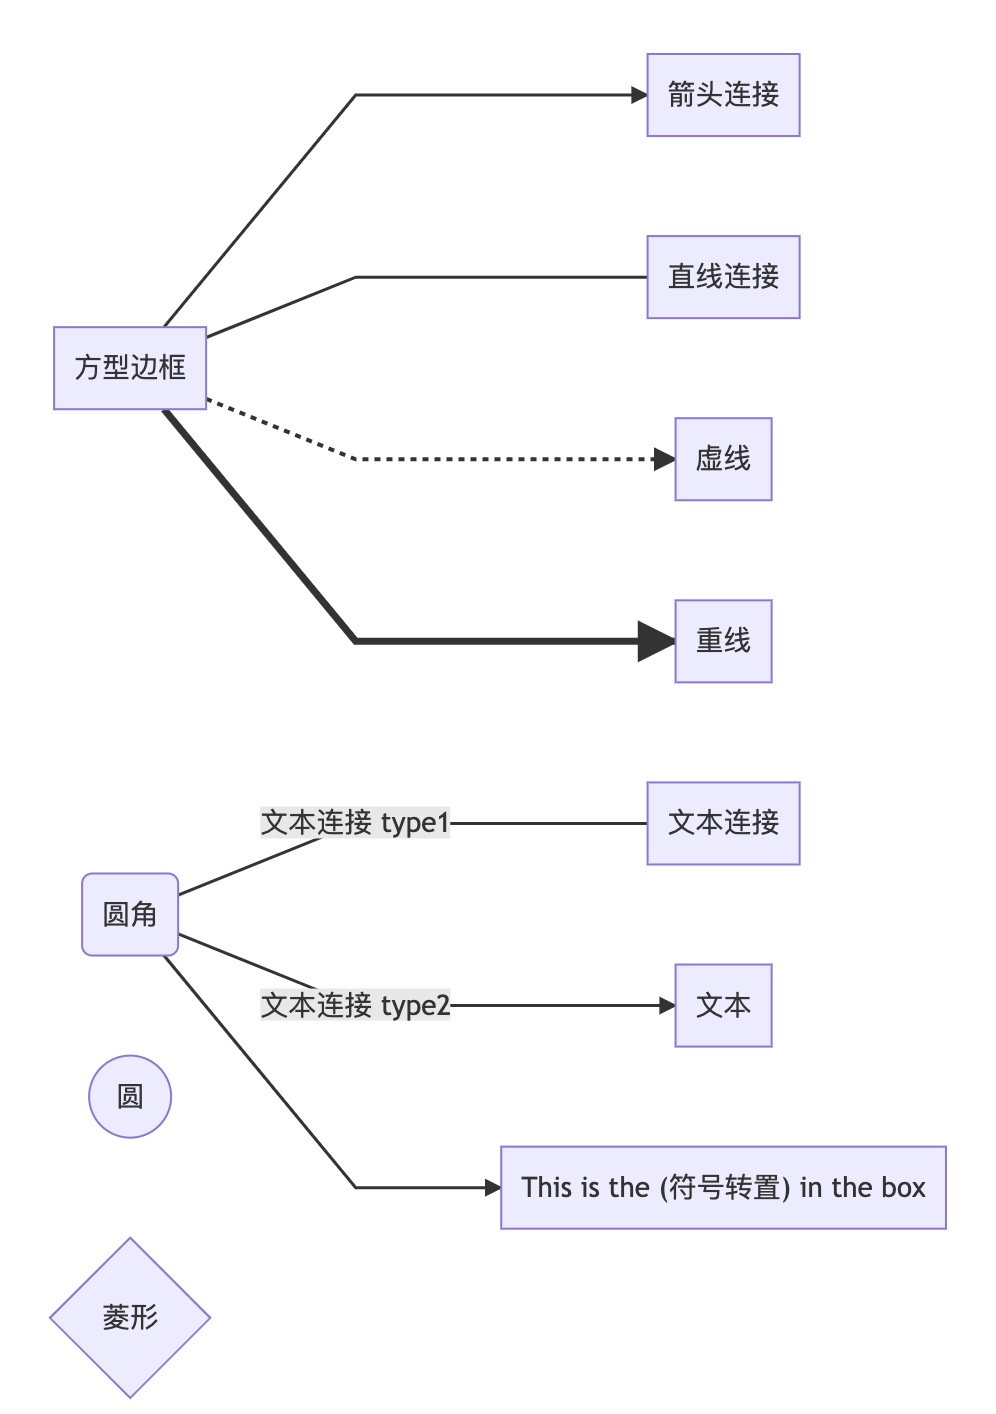 箭头连接
直线连接
方型边框
虚线
重线
文本连接 type1
文本连接
圆角
文本连接 type2
文本
圆
This is the (符号转置) in the box
菱形